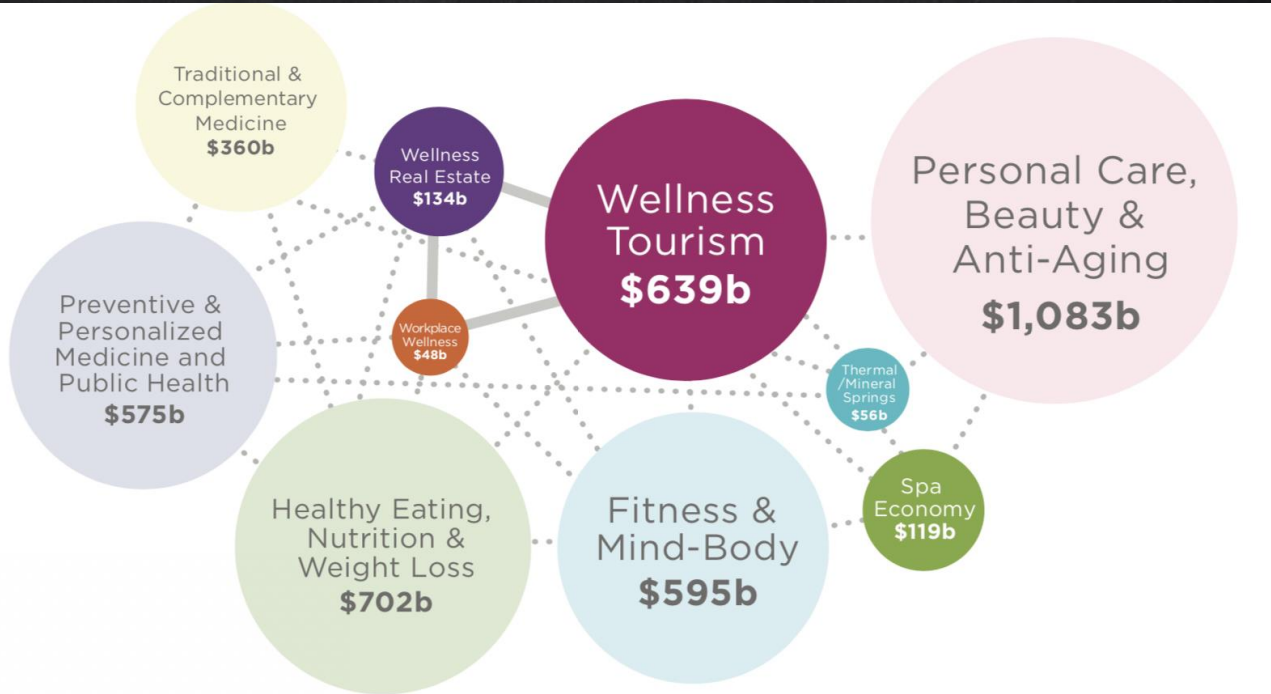 Traditional &
Complementary
Medicine
$360b
Wellness
Real Estate
$134b
Wellness
Tourism
$639b
Personal Care,
Beauty &
Anti-Aging
$1,083b
Preventive &
Personalized
Medicine and
Public Health
$575b
Workplace
Wellness
$48b
Thermal
/Mineral
Springs
$56b
Healthy Eating,
Nutrition &
Weight Loss
$702b
Fitness &
Mind-Body
$595b
Spa
Economy
$119b